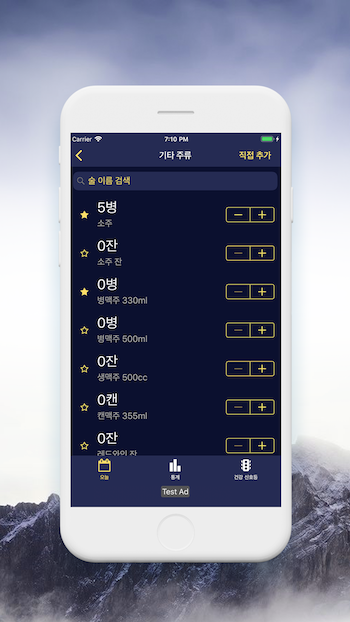 Carrier
7:10 PM
기타 주류
직접 추가
술 이름 검색
5병
소주
0잔
소주 잔
0병
병맥주 330ml
0병
병맥주 500ml
0잔
생맥주 500cc
0캔
캔맥주 355ml
0잔
레드와인 잔
오늘
통계
건강 신호등
Test Ad